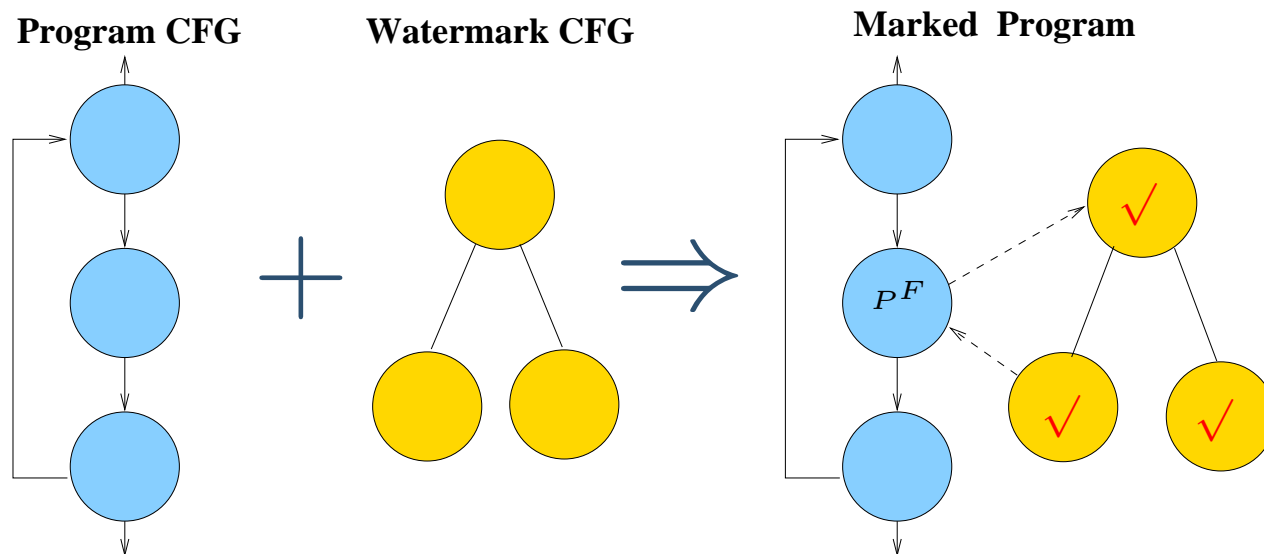 Program CFG
Watermark CFG
Marked Program
+
⇒
P^F
√
√
√